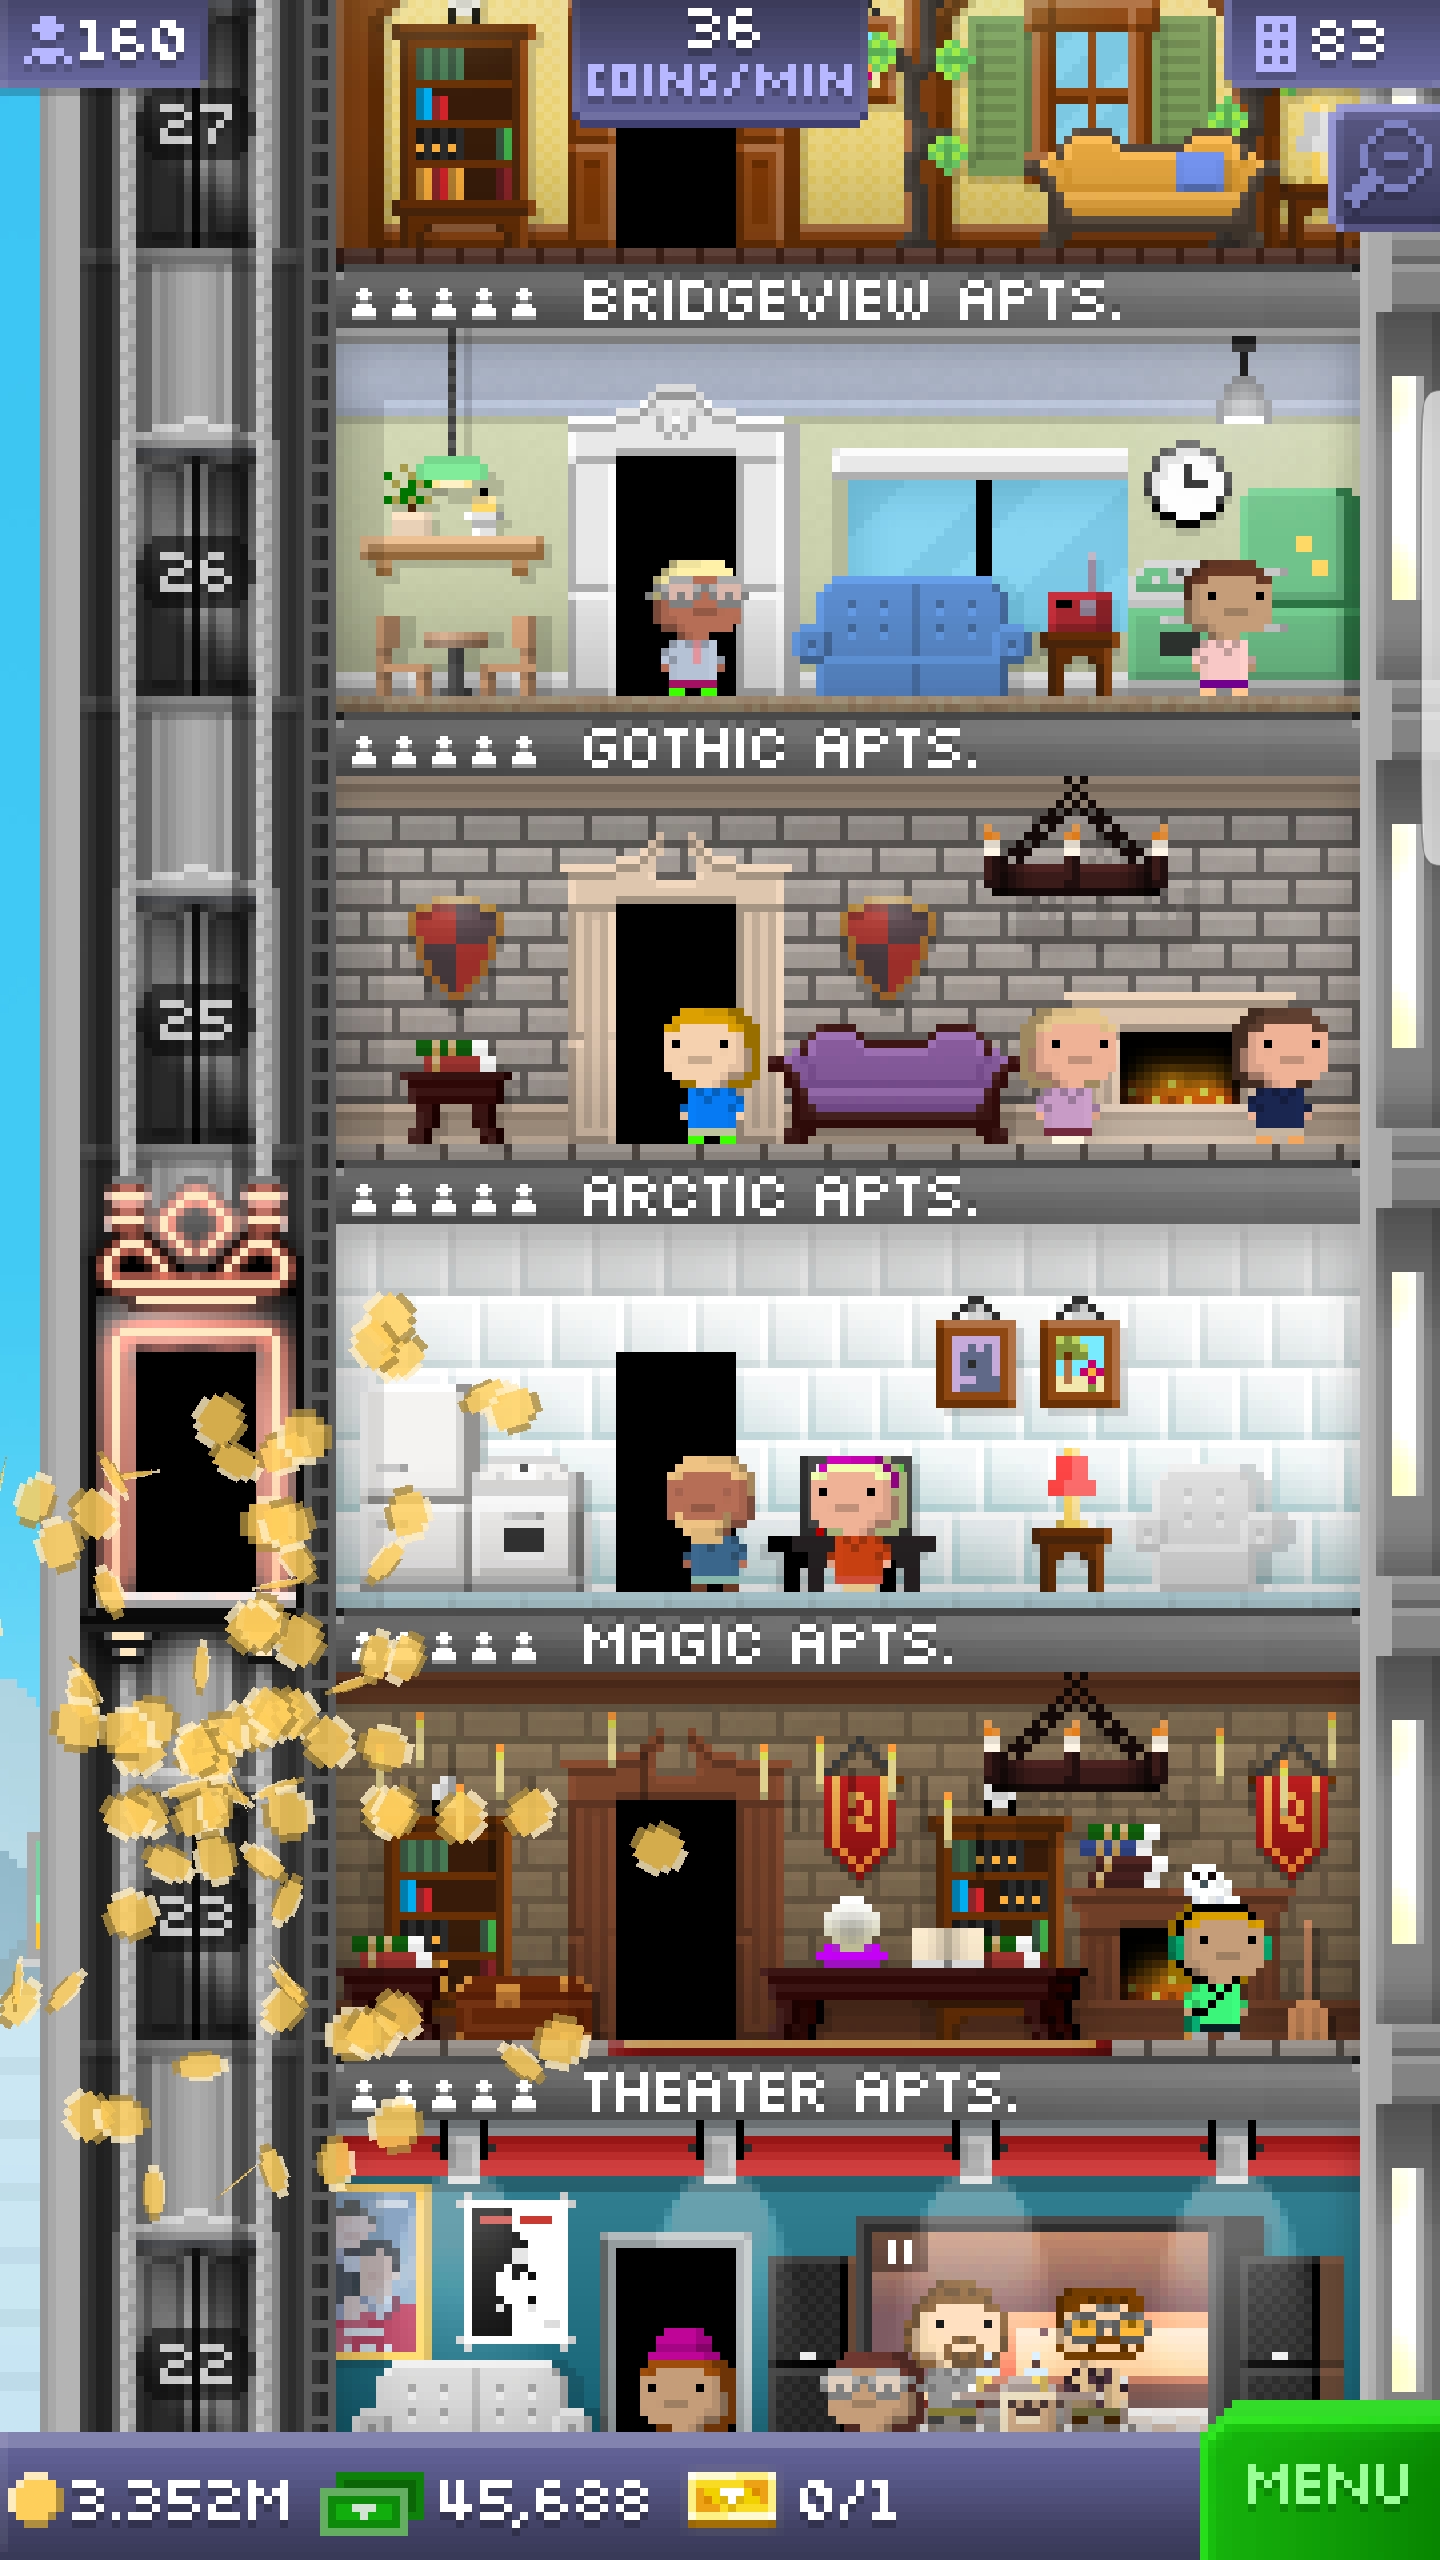 160
36
COINS/MIN
83
27
BRIDGEVIEW APTS.
26
GOTHIC APTS.
25
ARCTIC APTS.
MAGIC APTS.
23
THEATER APTS.
22
3.352M
45,688
0/1
MENU